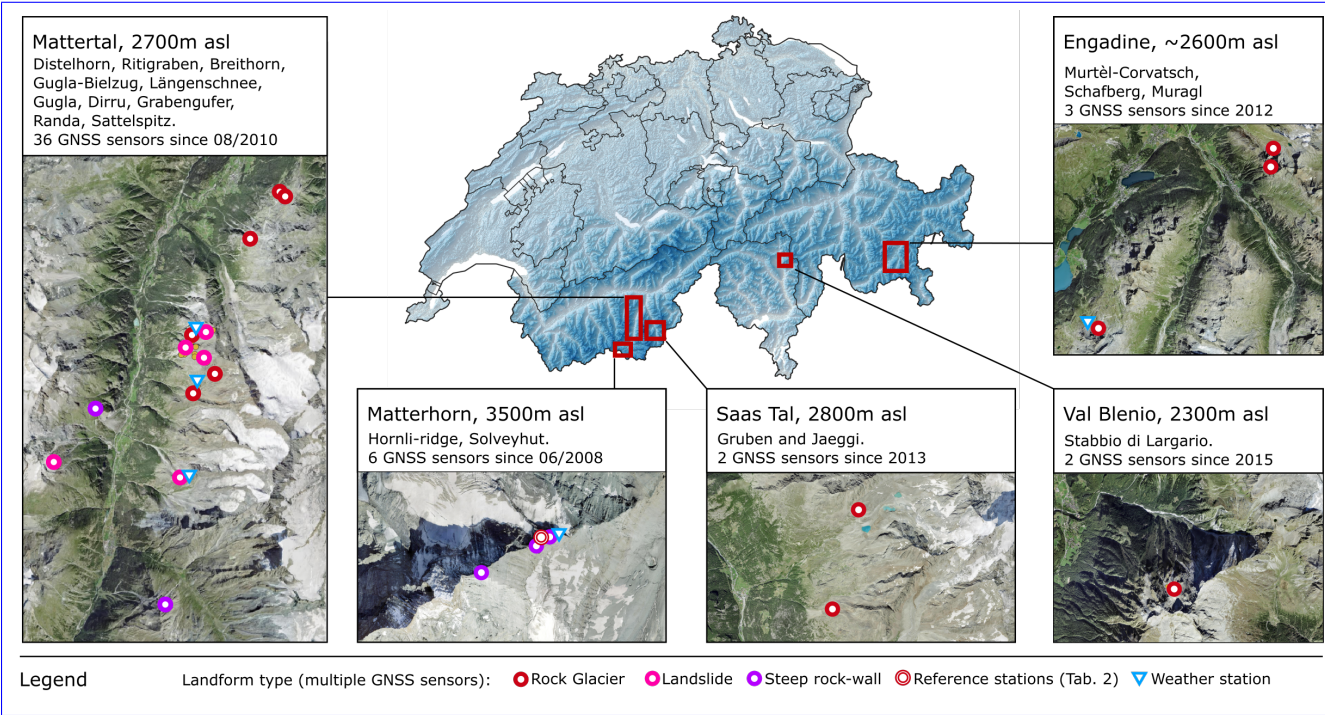 Mattertal, 2700m asl
Distelhorn, Ritigraben, Breithorn,
Gugla-Bielzug, Längenschnee,
Gugla, Dirru, Grabengufer,
Randa, Sattelspitz.
36 GNSS sensors since 08/2010
Engadine, ~2600m asl
Murtèl-Corvatsch,
Schafberg, Muragl
3 GNSS sensors since 2012
Matterhorn, 3500m asl
Hornli-ridge, Solveyhut.
6 GNSS sensors since 06/2008
Saas Tal, 2800m asl
Gruben and Jaeggi.
2 GNSS sensors since 2013
Val Blenio, 2300m asl
Stabbio di Largario.
2 GNSS sensors since 2015
Legend
Landform type (multiple GNSS sensors): Rock Glacier Landslide Steep rock-wall Reference stations (Tab. 2) Weather station